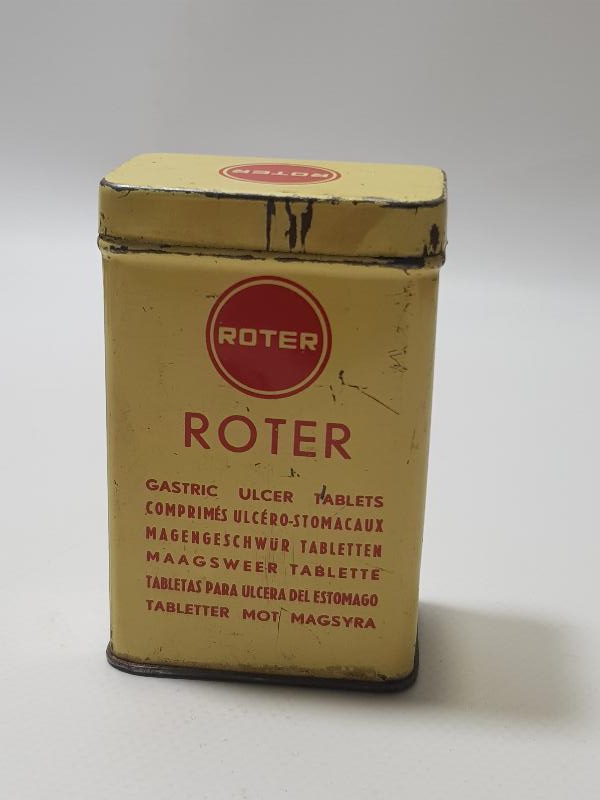 ROTER
ROTER
ROTER
GASTRIC ULCER TABLETS
COMPRIMÉS ULCÉRO-STOMACAUX
MAGENGESCHWÜR TABLETTEN
MAAGSWEER TABLETTE
TABLETAS PARA ULCERA DEL ESTOMAGO
TABLETTER MOT MAGSYRA